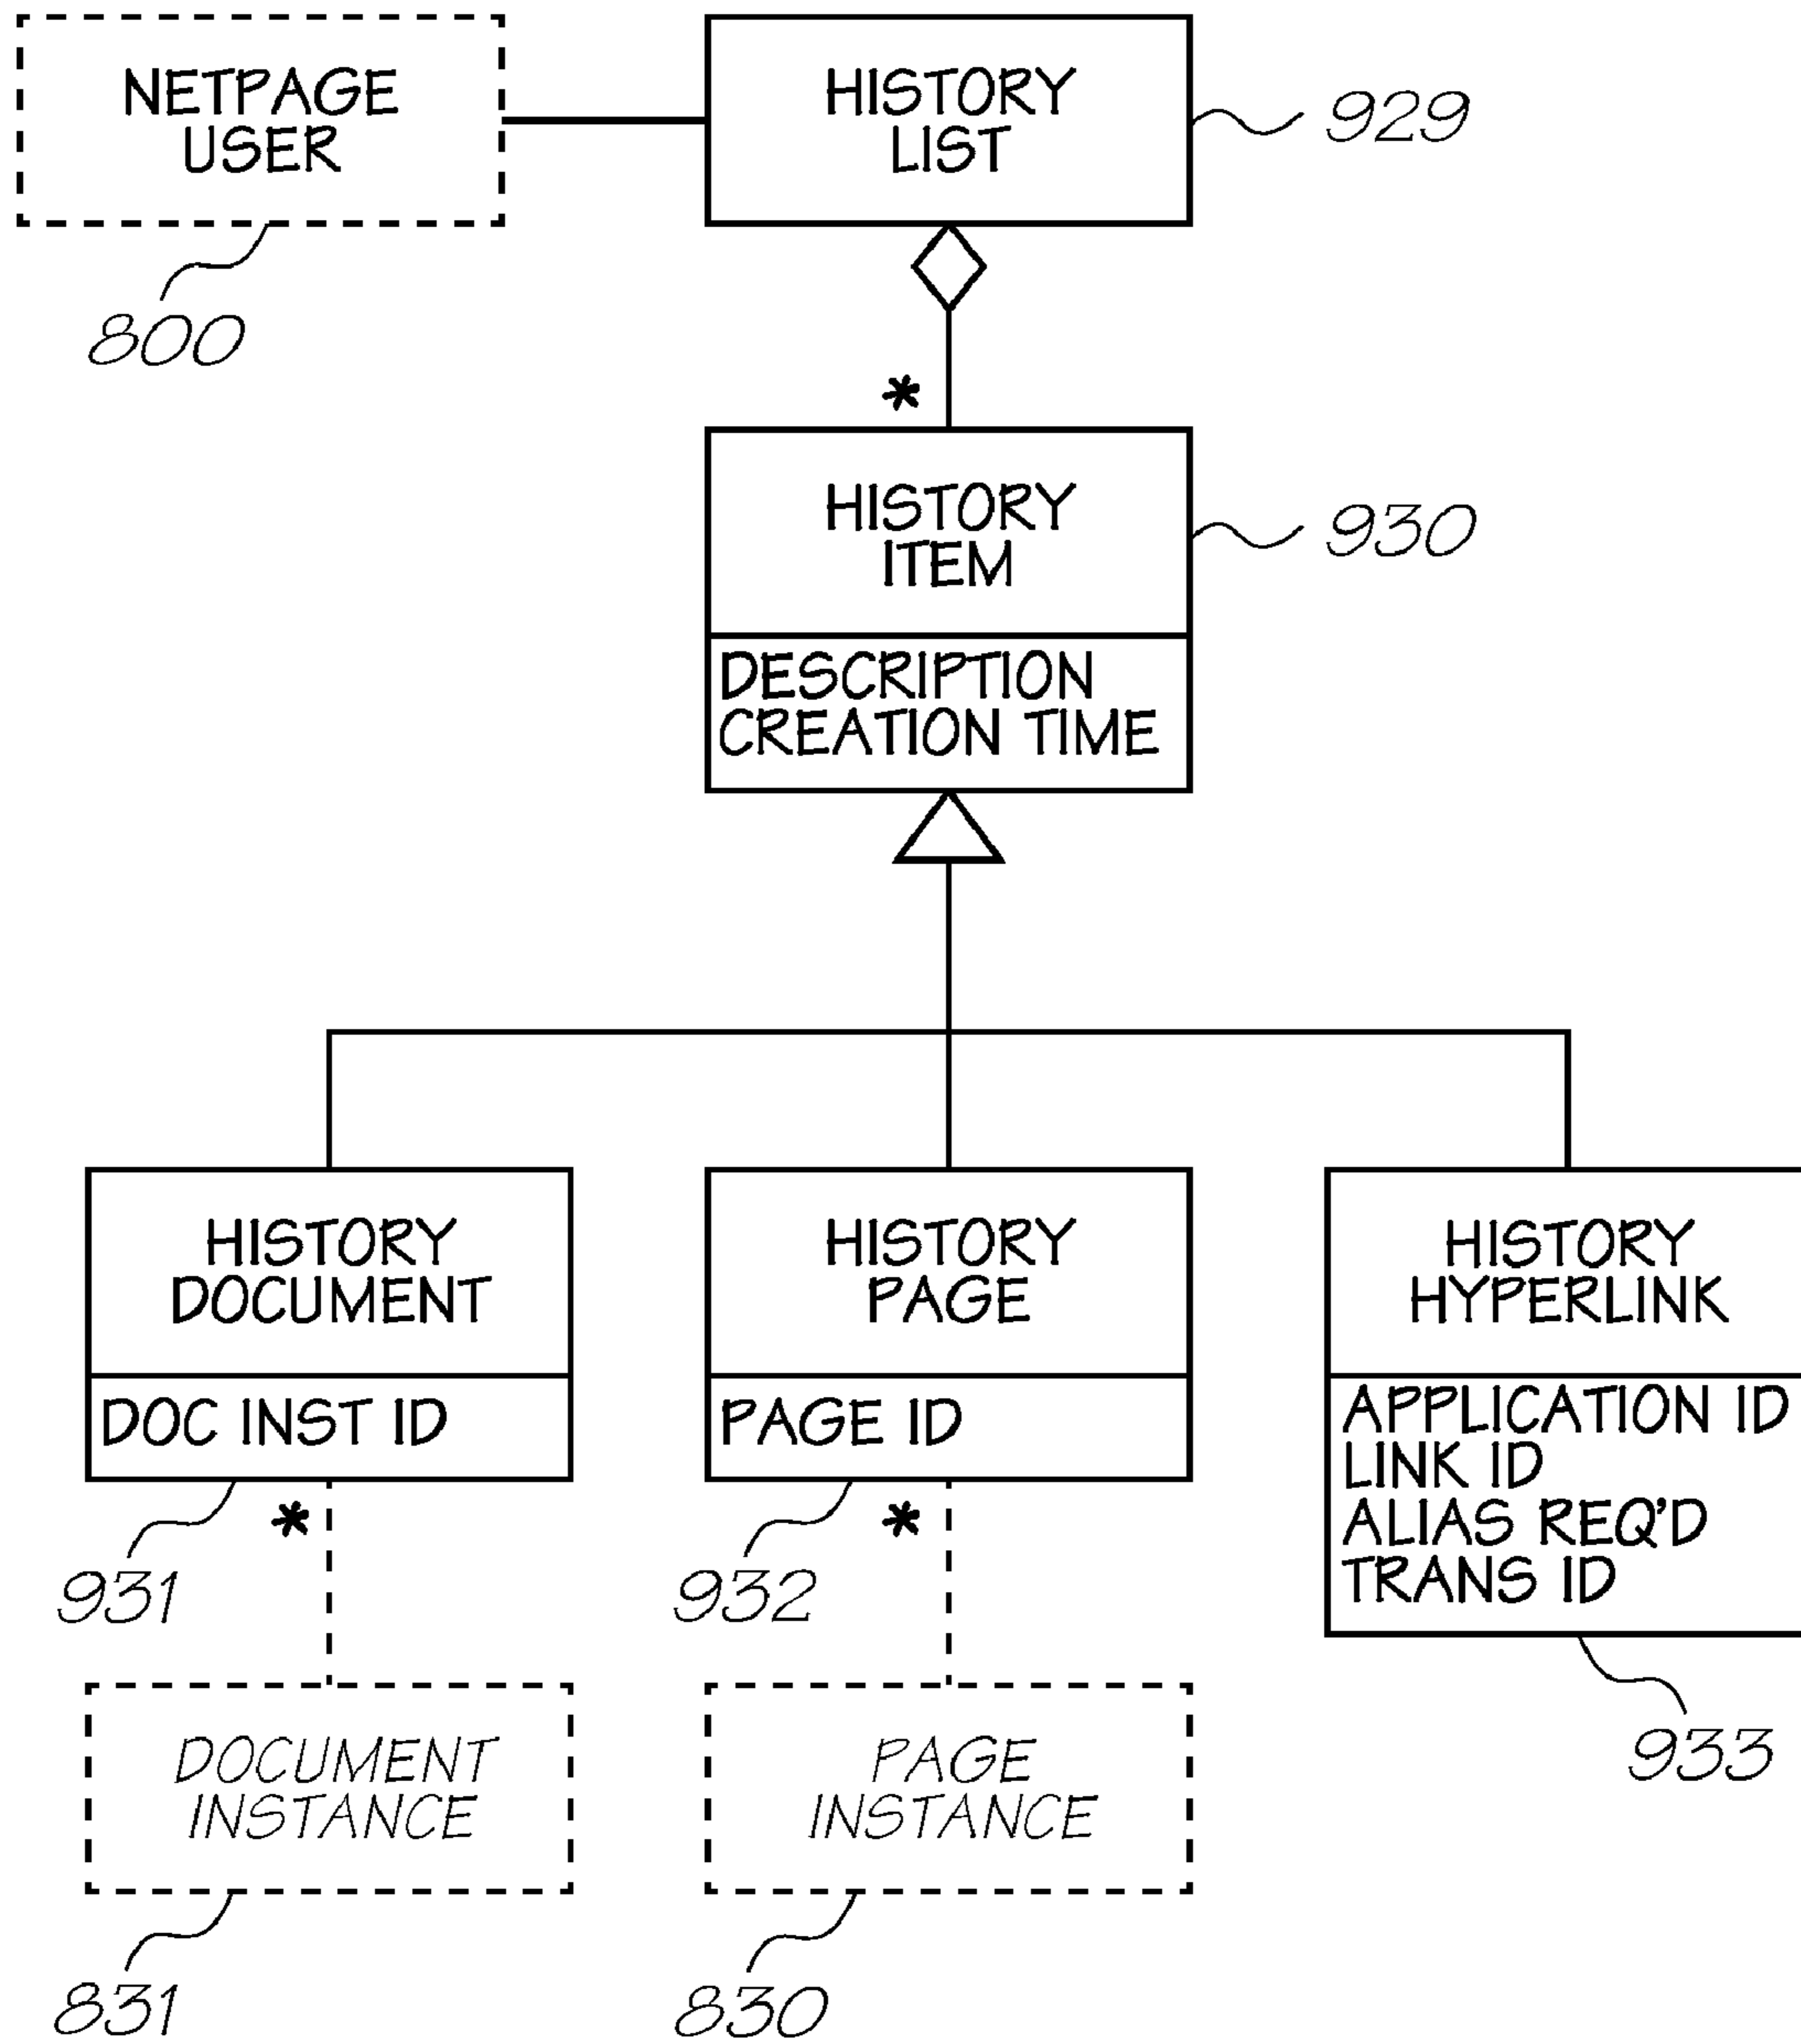 NETPAGE
USER
800
HISTORY
LIST
929
*
HISTORY
ITEM
930
DESCRIPTION
CREATION TIME
HISTORY
DOCUMENT
DOC INST ID
*
931
HISTORY
PAGE
PAGE ID
*
932
HISTORY
HYPERLINK
APPLICATION ID
LINK ID
ALIAS REQ'D
TRANS ID
933
DOCUMENT
INSTANCE
831
PAGE
INSTANCE
830